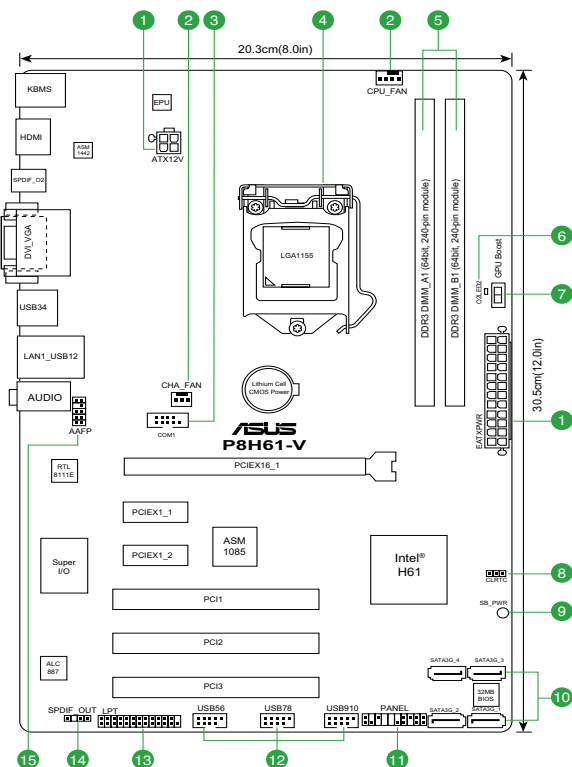 1
2
3
4
2
5
20.3cm(8.0in)
KBMS
CPU_FAN
EPU
HDMI
ASM
1442
ATX12V
SPDIF_O2
DVI_VGA
LGA1155
DDR3 DIMM_A1 (64bit, 240-pin module)
DDR3 DIMM_B1 (64bit, 240-pin module)
6
O2LED2
GPU Boost
7
USB34
LAN1_USB12
30.5cm(12.0in)
CHA_FAN
Lithium Cell
CMOS Power
AUDIO
COM1
AAFP
EATXPWR
1
ASUS
P8H61-V
PCIEX16_1
RTL
8111E
PCIEX1_1
ASM
1085
PCIEX1_2
Intel®
H61
Super
I/O
8
CLRTC
PCI1
SB_PWR
9
PCI2
ALC
887
SATA3G_4
SATA3G_3
PCI3
32MB
BIOS
10
SPDIF_OUT
LPT
USB56
USB78
USB910
PANEL
SATA3G_2
SATA3G_1
15
14
13
12
11